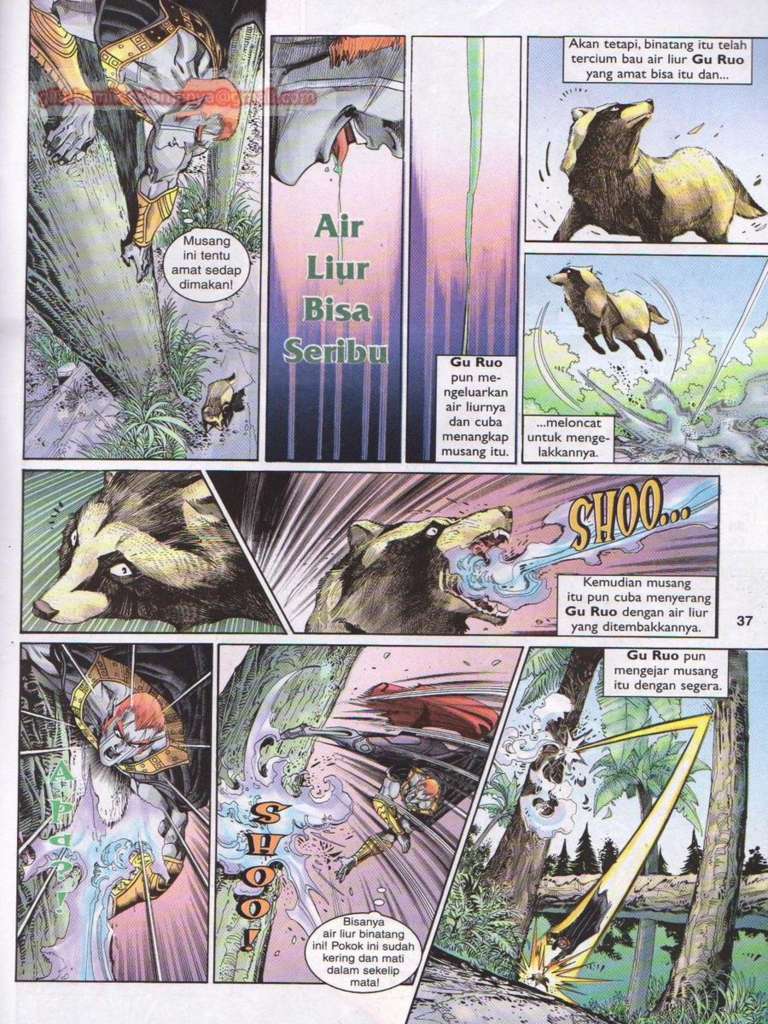 Musang
ini tentu
amat sedap
dimakan!
Air
Liur
Bisa
Seribu
Gu Ruo
pun me-
ngeluarkan
air liurnya
dan cuba
menangkap
musang itu.
Akan tetapi, binatang itu telah
tercium bau air liur Gu Ruo
yang amat bisa itu dan...
...meloncat
untuk menge-
lakkannya.
SHOO...
Kemudian musang
itu pun cuba menyerang
Gu Ruo dengan air liur
yang ditembakkannya.
37
Apa?!
SHOO!
Bisanya
air liur binatang
ini! Pokok ini sudah
kering dan mati
dalam sekelip
mata!
Gu Ruo pun
mengejar musang
itu dengan segera.